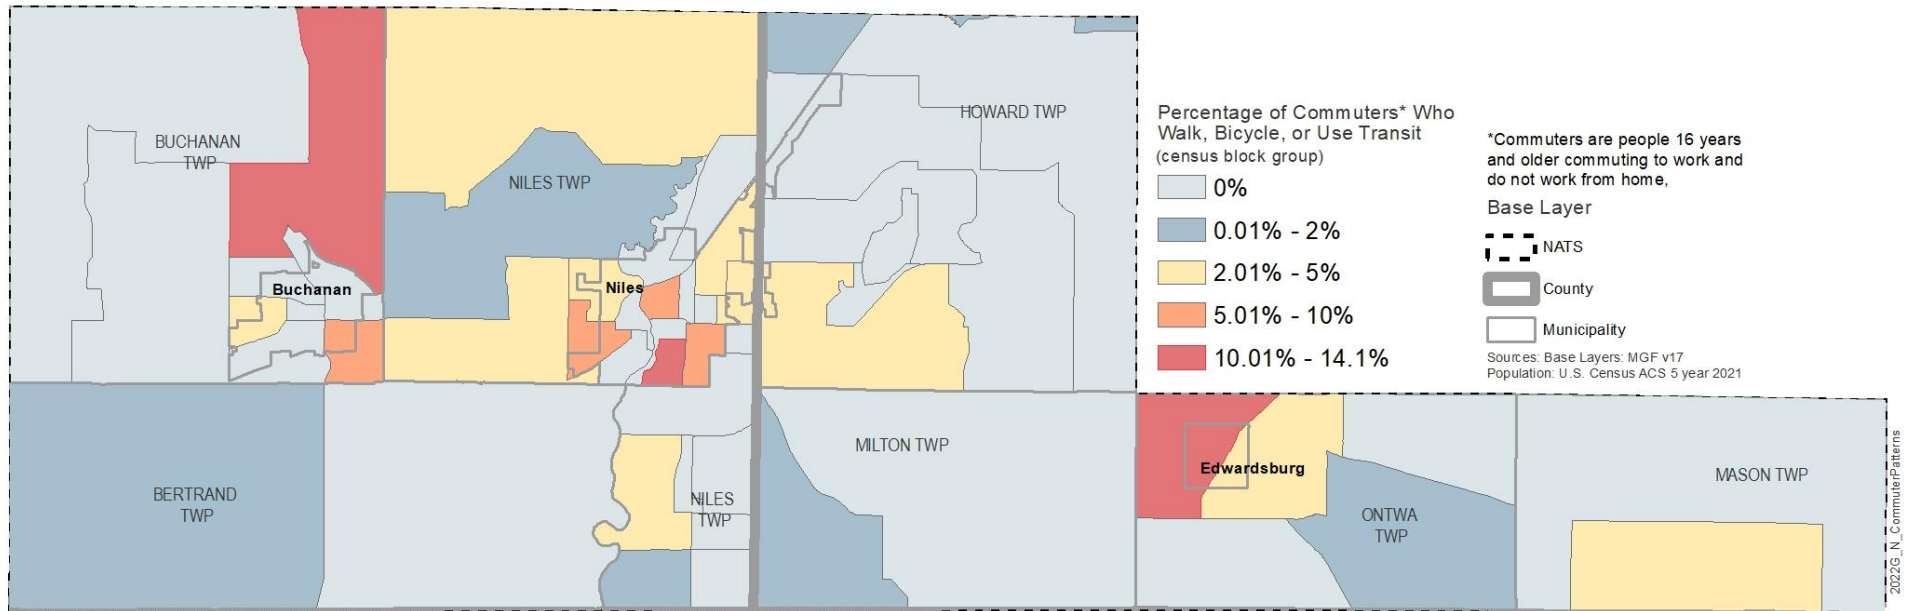 BUCHANAN
TWP
NILES TWP
HOWARD TWP
Buchanan
Niles
BERTRAND
TWP
NILES
TWP
MILTON TWP
Edwardsburg
ONTWA
TWP
MASON TWP
Percentage of Commuters* Who
Walk, Bicycle, or Use Transit
(census block group)
0%
0.01% - 2%
2.01% - 5%
5.01% - 10%
10.01% - 14.1%
*Commuters are people 16 years
and older commuting to work and
do not work from home,
Base Layer
NATS
County
Municipality
Sources: Base Layers: MGF v17
Population: U.S. Census ACS 5 year 2021
2022G_N_CommuterPatterns